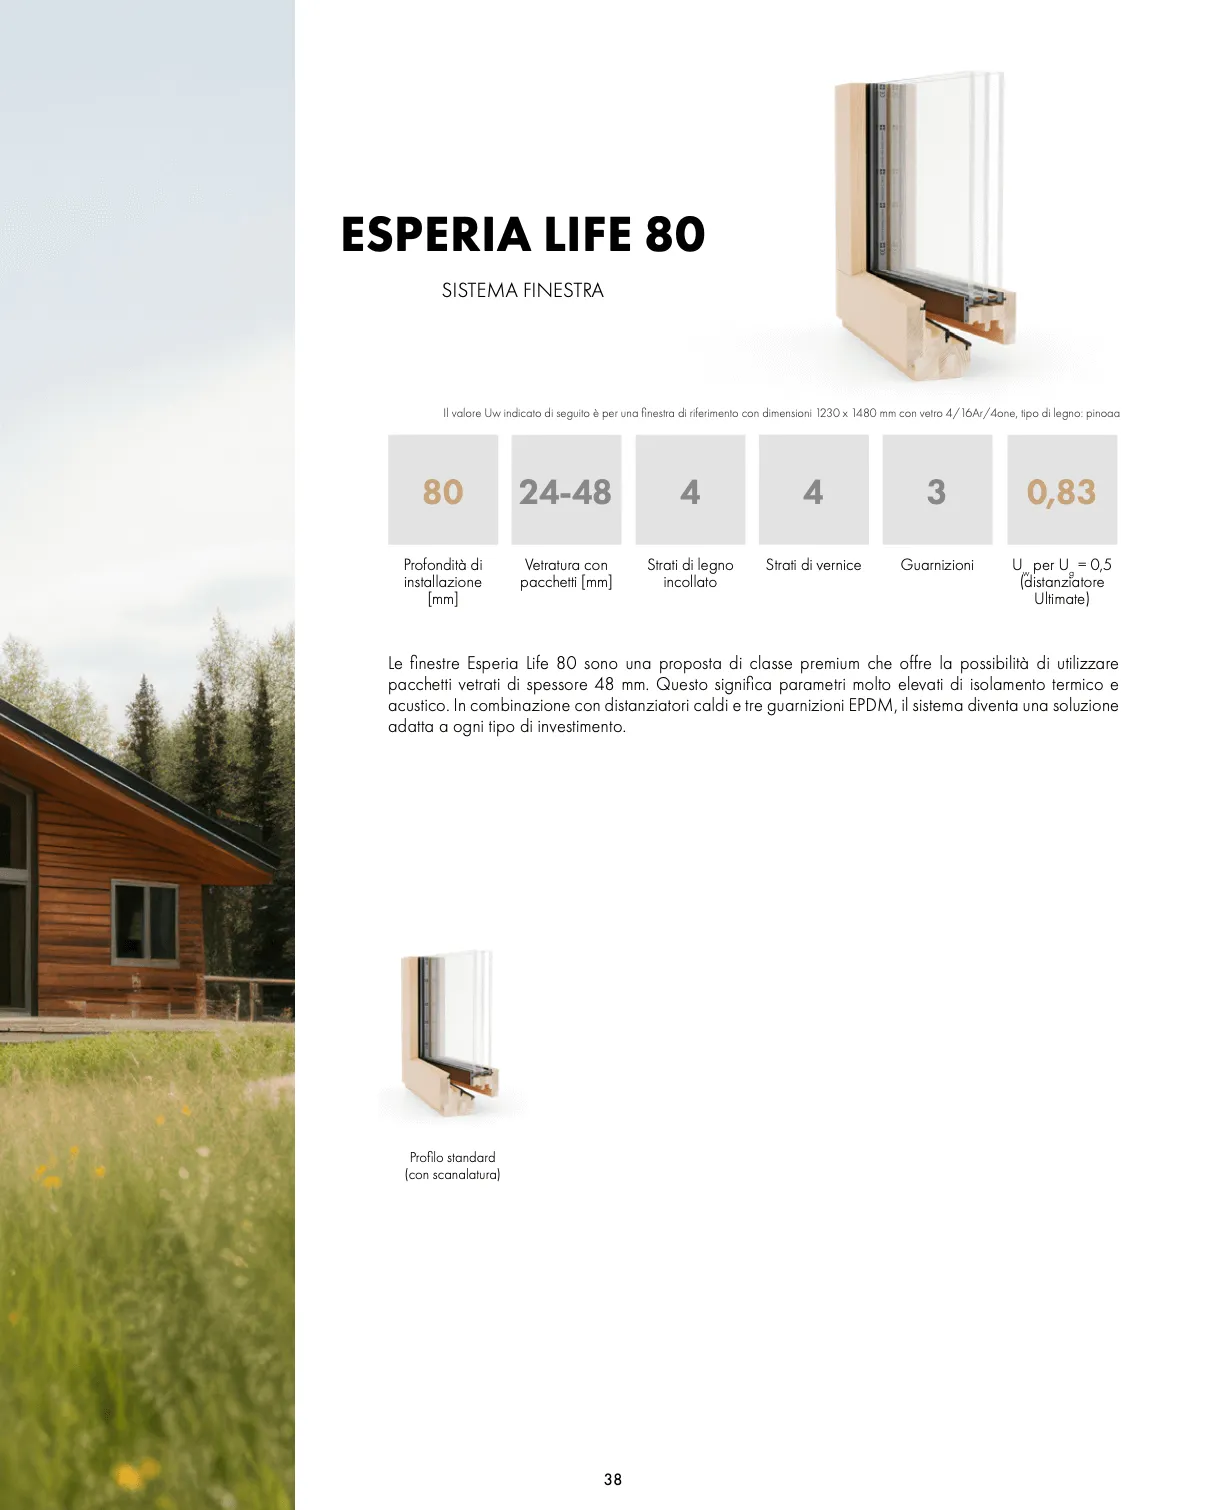 ESPERIA LIFE 80
SISTEMA FINESTRA
Il valore Uw indicato di seguito è per una finestra di riferimento con dimensioni 1230 x 1480 mm con vetro 4/16Ar/4one, tipo di legno: pinoaa
80
24-48
4
4
3
0,83
Profondità di
installazione
[mm]
Vetratura con
pacchetti [mm]
Strati di legno
incollato
Strati di vernice
Guarnizioni
Uw per Ug = 0,5
(distanziatore
Ultimate)
Le finestre Esperia Life 80 sono una proposta di classe premium che offre la possibilità di utilizzare
pacchetti vetrati di spessore 48 mm. Questo significa parametri molto elevati di isolamento termico e
acustico. In combinazione con distanziatori caldi e tre guarnizioni EPDM, il sistema diventa una soluzione
adatta a ogni tipo di investimento.
Profilo standard
(con scanalatura)
38